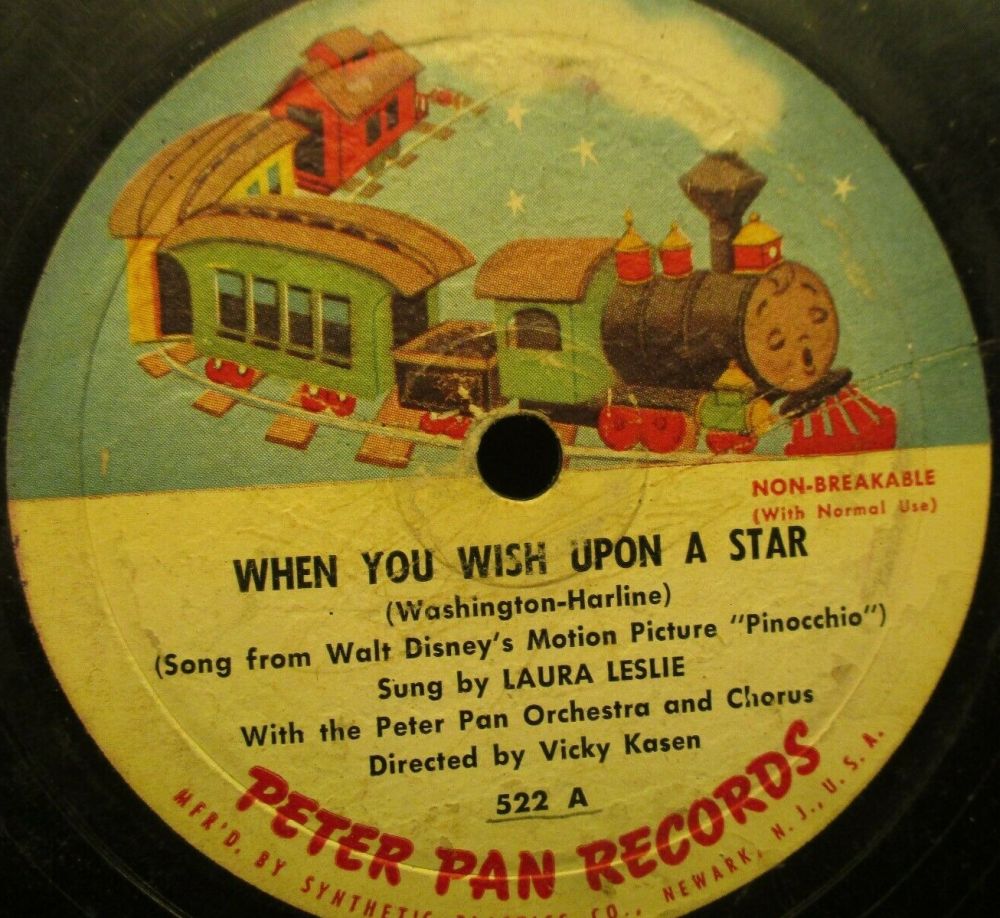 NON-BREAKABLE
(With Normal Use)
WHEN YOU WISH UPON A STAR
(Washington-Harline)
(Song from Walt Disney's Motion Picture "Pinocchio")
Sung by LAURA LESLIE
With the Peter Pan Orchestra and Chorus
Directed by Vicky Kasen
522 A
PETER PAN RECORDS
MFR'D. BY SYNTHETIC PLASTICS CO., NEWARK, N. J., U. S. A.